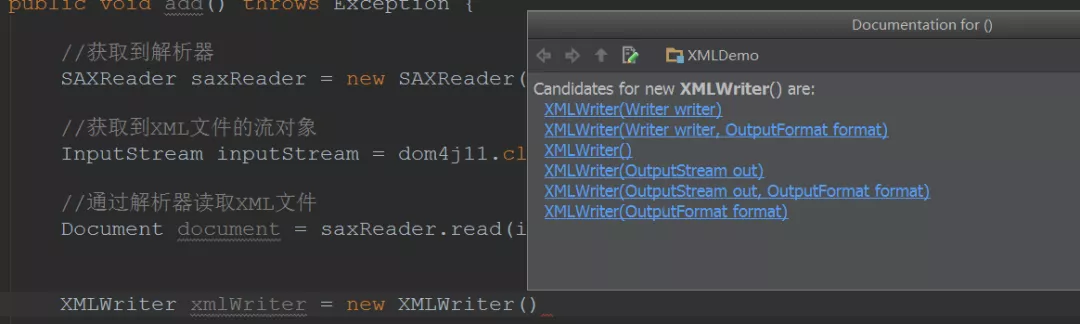 public void add() throws Exception {
//获取到解析器
SAXReader saxReader = new SAXReader(
//获取到XML文件的流对象
InputStream inputStream = dom4j11.cl
//通过解析器读取XML文件
Document document = saxReader.read(i
XMLWriter xmlWriter = new XMLWriter()
Documentation for ()
XMLDemo
Candidates for new XMLWriter() are:
XMLWriter(Writer writer)
XMLWriter(Writer writer, OutputFormat format)
XMLWriter()
XMLWriter(OutputStream out)
XMLWriter(OutputStream out, OutputFormat format)
XMLWriter(OutputFormat format)